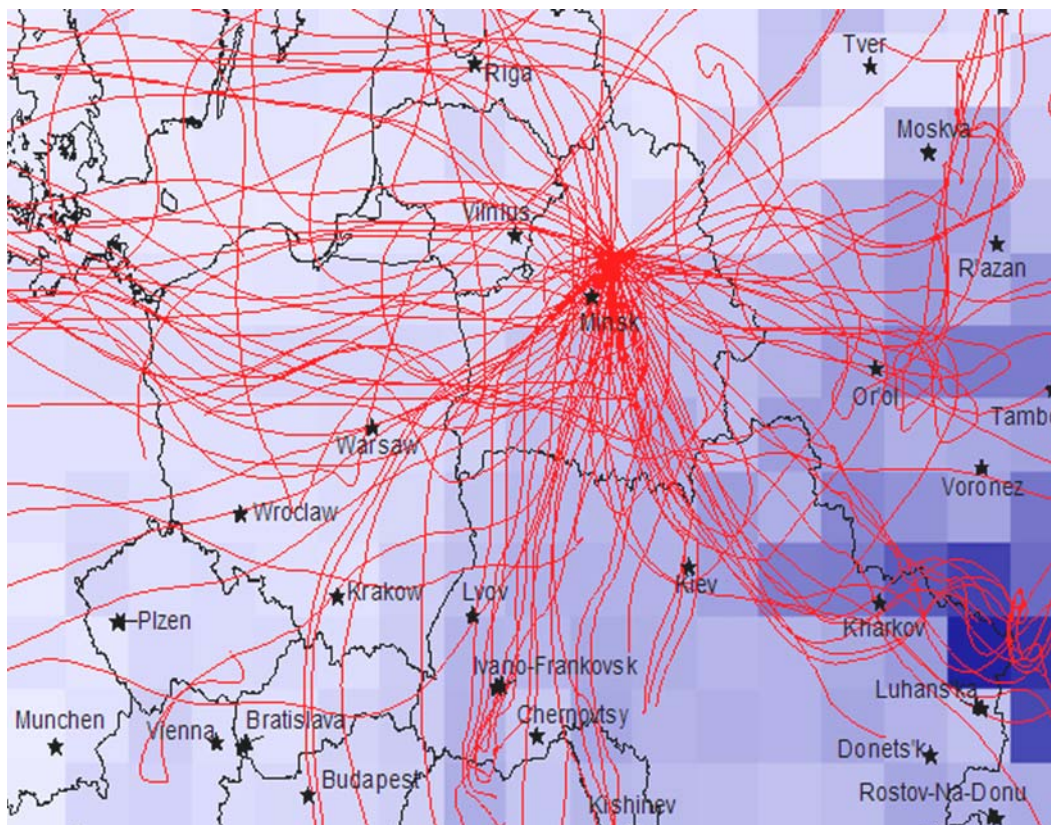 Tver
Riga
Moskva
Vilnius
R'azan
Minsk
Orol
Tambo
Warsaw
Voronez
Wroclaw
Kiev
Krakow
Lvov
Plzen
Kharkov
Ivano-Frankovsk
Luhans'ka
Munchen
Vienna
Bratislava
Chernovtsy
Donets'k
Budapest
Kishinev
Rostov-Na-Donu